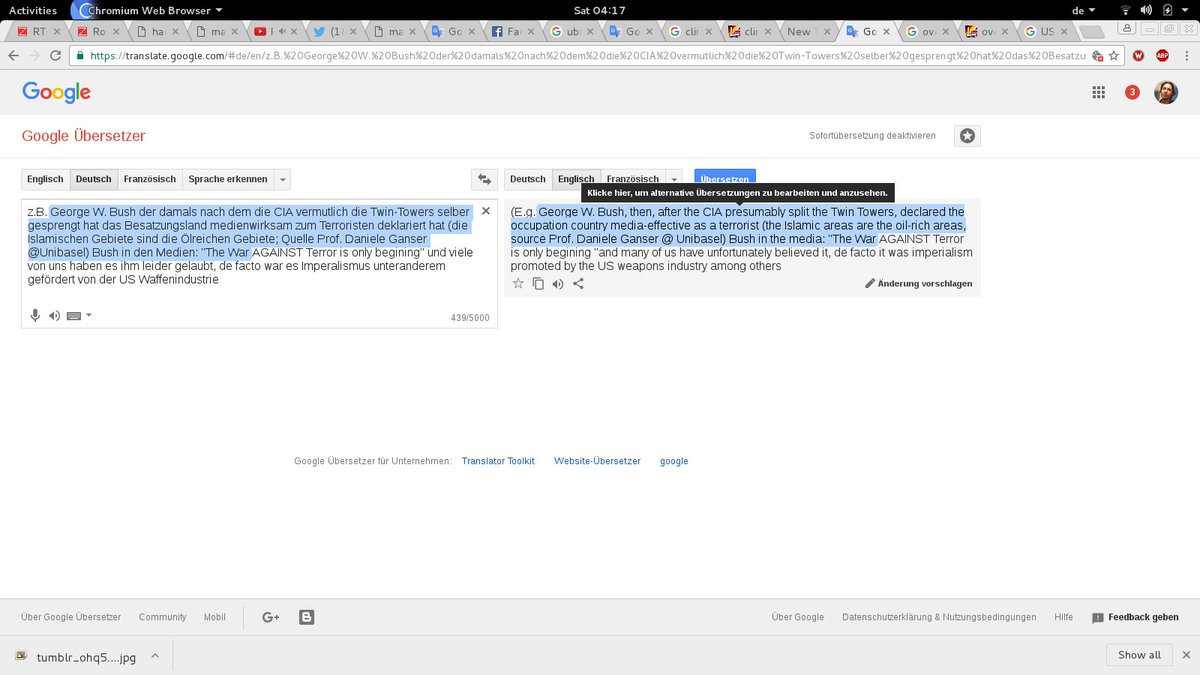 Activities Chromium Web Browser Sat 04:17 de
RT Ro ha ma (1 ma Go Fa ub Go cli cli New T Go ov ov US
https://translate.google.com/#de/en/z.B.%20George%20W.%20Bush%20der%20damals%20nach%20dem%20die%20CIA%20vermutlich%20die%20Twin-Towers%20selber%20gesprengt%20hat%20das%20Besatzu
Google 3
Google Übersetzer Sofortübersetzung deaktivieren
Englisch Deutsch Französisch Sprache erkennen Deutsch Englisch Französisch Übersetzen
Klicke hier, um alternative Übersetzungen zu bearbeiten und anzusehen.
z.B. George W. Bush der damals nach dem die CIA vermutlich die Twin-Towers selber
gesprengt hat das Besatzungsland medienwirksam zum Terroristen deklariert hat (die
Islamischen Gebiete sind die Ölreichen Gebiete; Quelle Prof. Daniele Ganser
@Unibasel) Bush in den Medien: "The War AGAINST Terror is only begining" und viele
von uns haben es ihm leider gelaubt, de facto war es Imperalismus unteranderem
gefördert von der US Waffenindustrie
439/5000
(E.g. George W. Bush, then, after the CIA presumably split the Twin Towers, declared the
occupation country media-effective as a terrorist (the Islamic areas are the oil-rich areas,
source Prof. Daniele Ganser @ Unibasel) Bush in the media: "The War AGAINST Terror
is only begining "and many of us have unfortunately believed it, de facto it was imperialism
promoted by the US weapons industry among others
Änderung vorschlagen
Google Übersetzer für Unternehmen: Translator Toolkit Website-Übersetzer google
Über Google Übersetzer Community Mobil G+ B Über Google Datenschutzerklärung & Nutzungsbedingungen Hilfe Feedback geben
tumblr_ohq5....jpg Show all